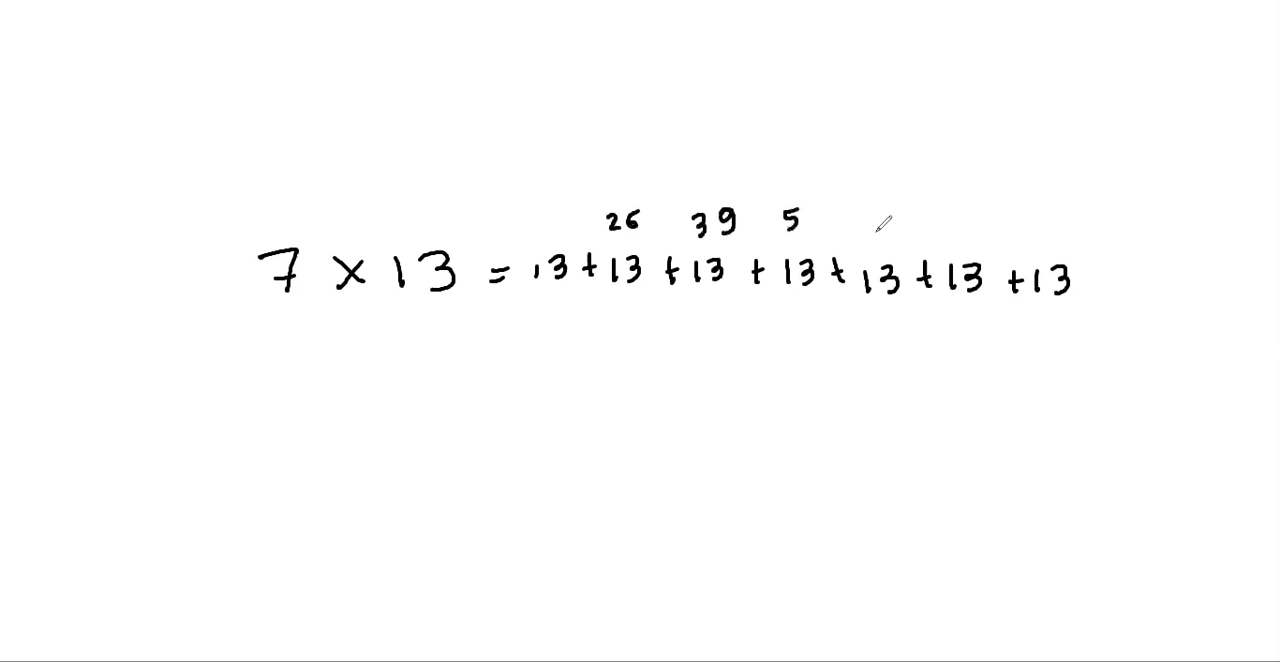 26 39 5
7 × 13 = 13 + 13 + 13 + 13 + 13 + 13 + 13